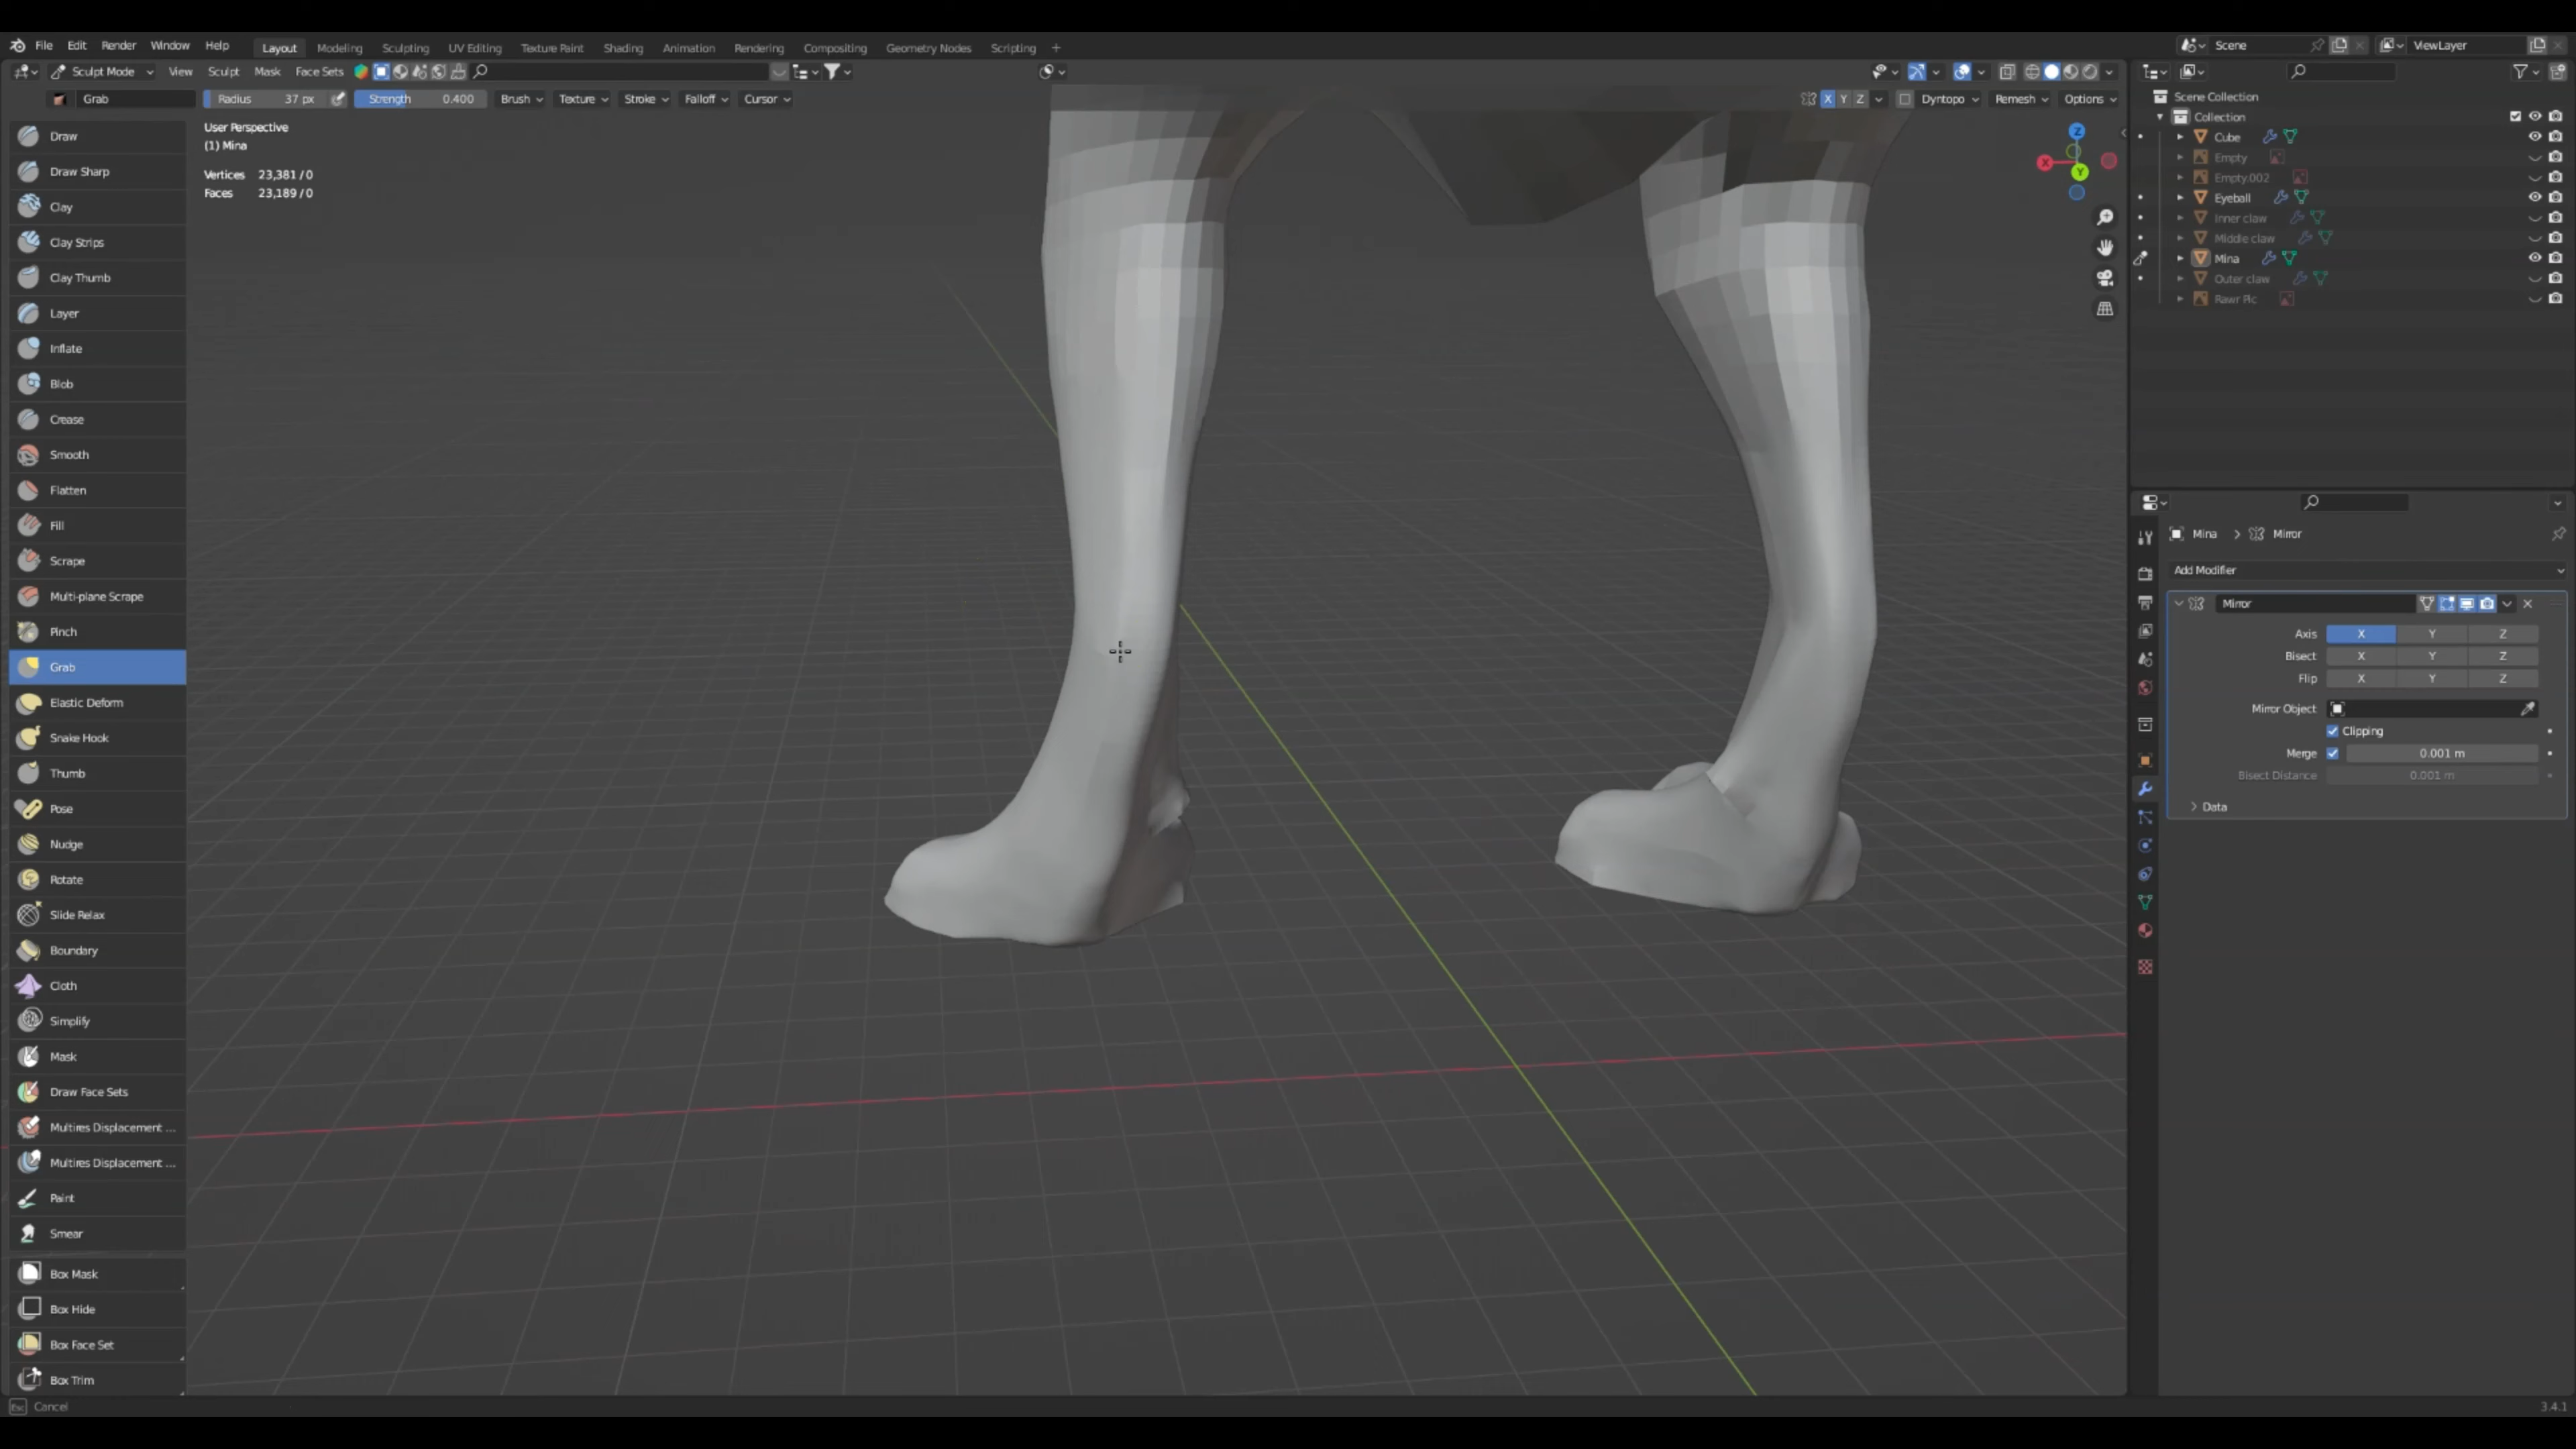 File Edit Render Window Help Layout Modeling Sculpting UV Editing Texture Paint Shading Animation Rendering Compositing Geometry Nodes Scripting + Scene ViewLayer
Sculpt Mode View Sculpt Mask Face Sets
Grab Radius 37 px Strength 0.400 Brush Texture Stroke Falloff Cursor X Y Z Dyntopo Remesh Options
User Perspective
(1) Mina
Vertices 23,381 / 0
Faces 23,189 / 0
Draw
Draw Sharp
Clay
Clay Strips
Clay Thumb
Layer
Inflate
Blob
Crease
Smooth
Flatten
Fill
Scrape
Multi-plane Scrape
Pinch
Grab
Elastic Deform
Snake Hook
Thumb
Pose
Nudge
Rotate
Slide Relax
Boundary
Cloth
Simplify
Mask
Draw Face Sets
Multires Displacement ...
Multires Displacement ...
Paint
Smear
Box Mask
Box Hide
Box Face Set
Box Trim
Esc Cancel
Z
X
Y
Scene Collection
Collection
Cube
Empty
Empty.002
Eyeball
Inner claw
Middle claw
Mina
Outer claw
Rawr Pic
Mina > Mirror
Add Modifier
Mirror
Axis X Y Z
Bisect X Y Z
Flip X Y Z
Mirror Object
Clipping
Merge 0.001 m
Bisect Distance 0.001 m
Data
3.4.1